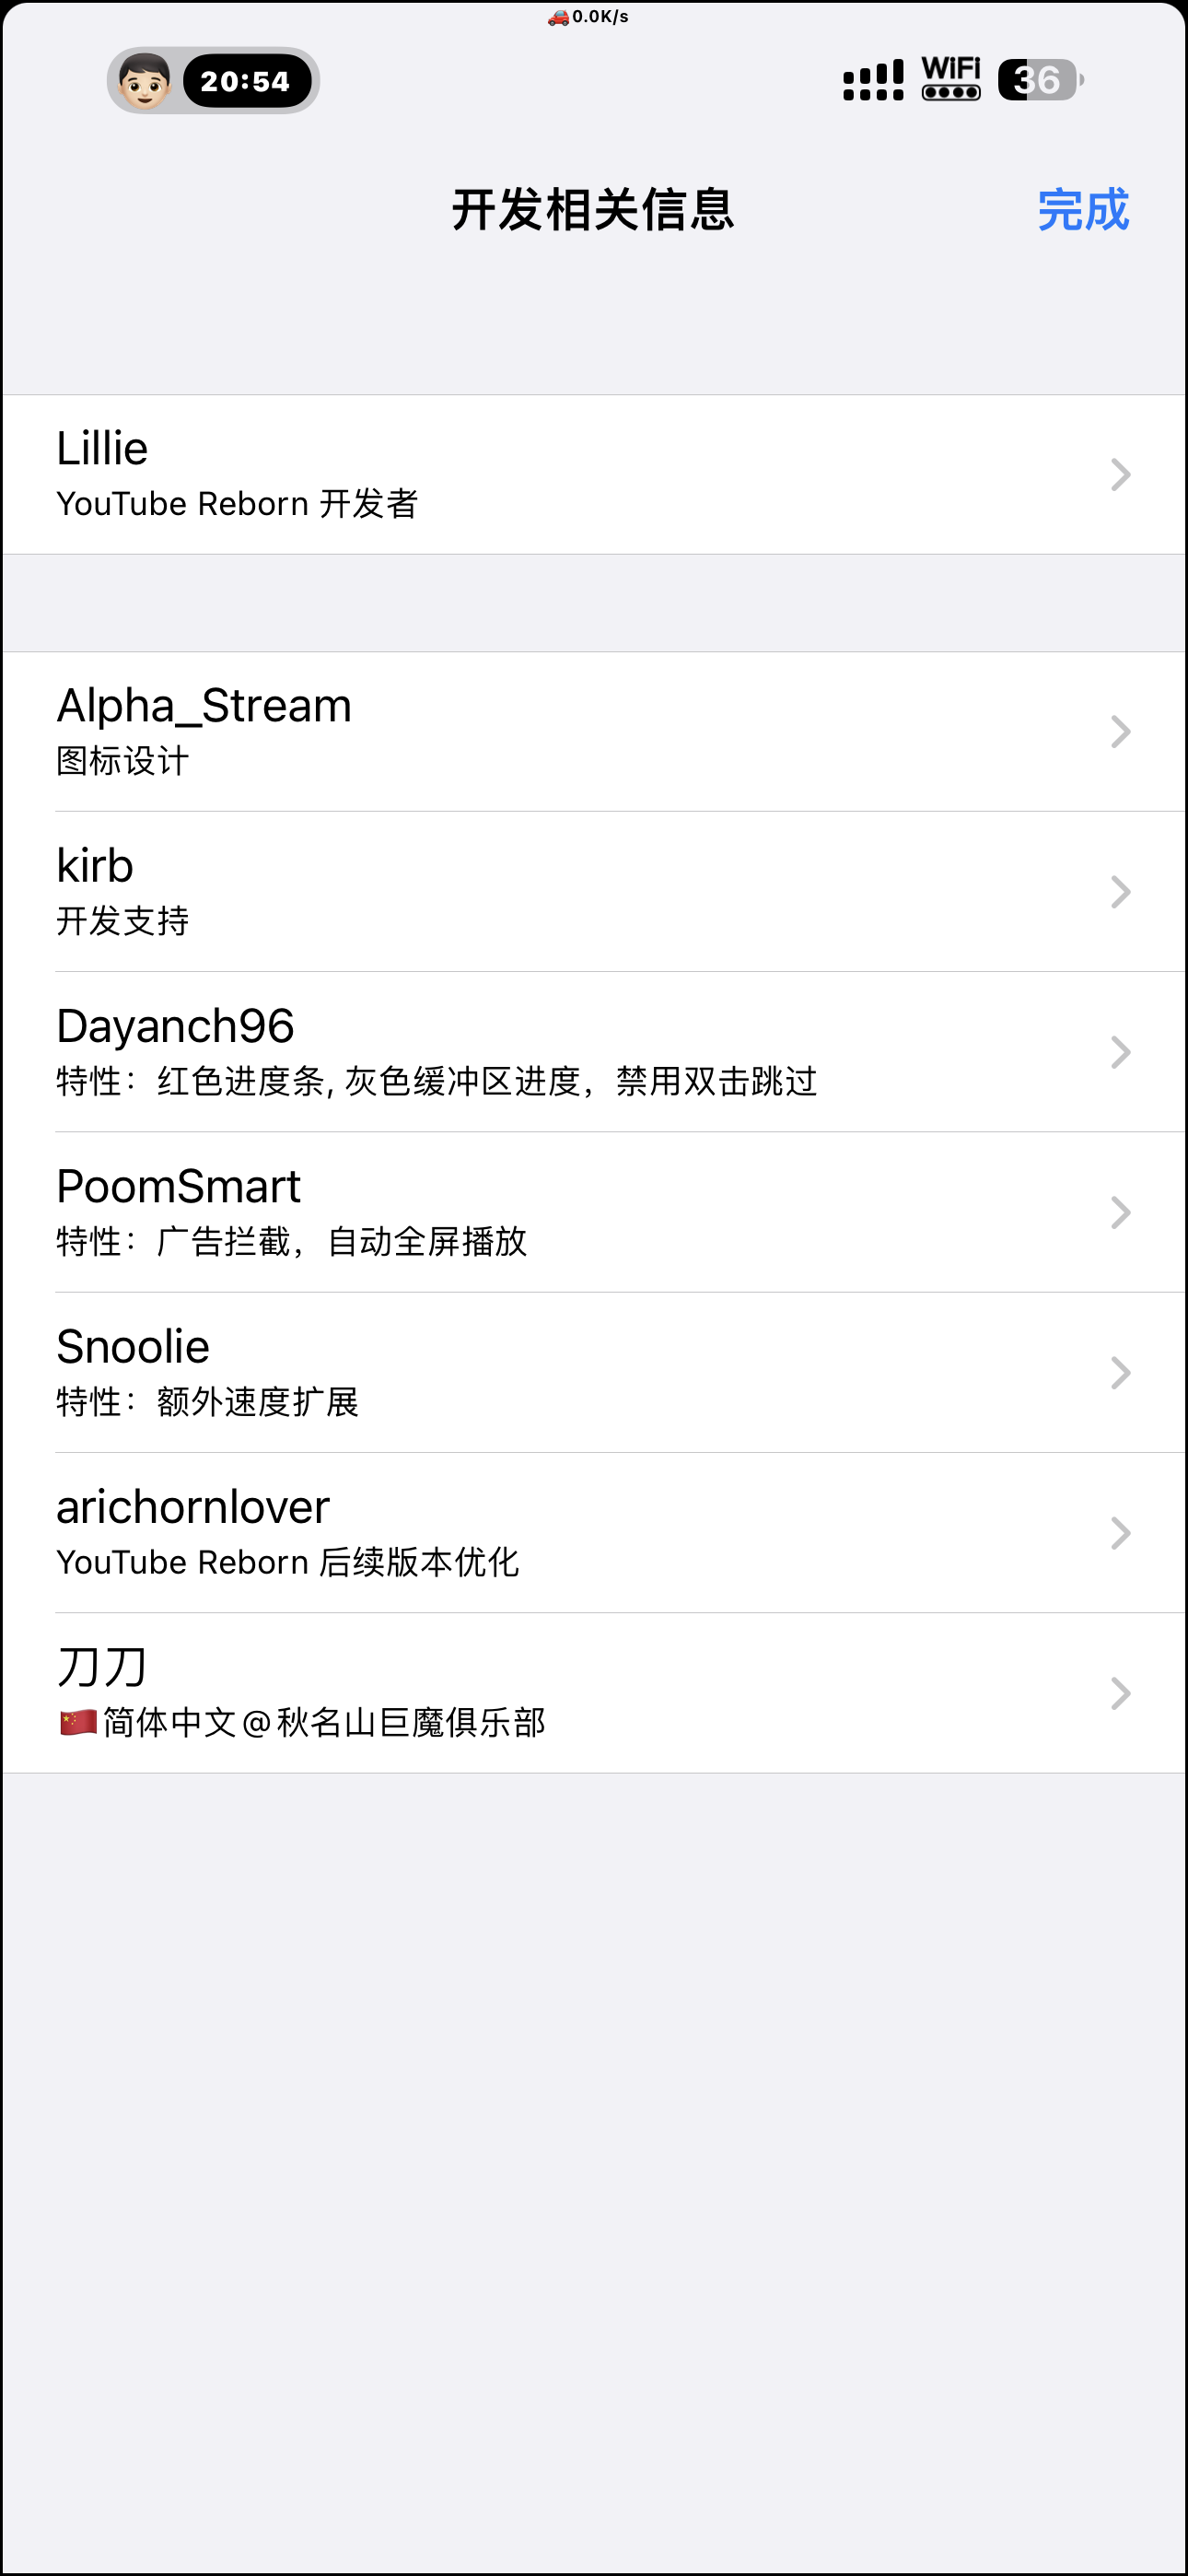 🚗0.0K/s
20:54
WiFi
36
开发相关信息
完成
Lillie
YouTube Reborn 开发者
Alpha_Stream
图标设计
kirb
开发支持
Dayanch96
特性：红色进度条, 灰色缓冲区进度，禁用双击跳过
PoomSmart
特性：广告拦截，自动全屏播放
Snoolie
特性：额外速度扩展
arichornlover
YouTube Reborn 后续版本优化
刀刀
🇨🇳简体中文@秋名山巨魔俱乐部